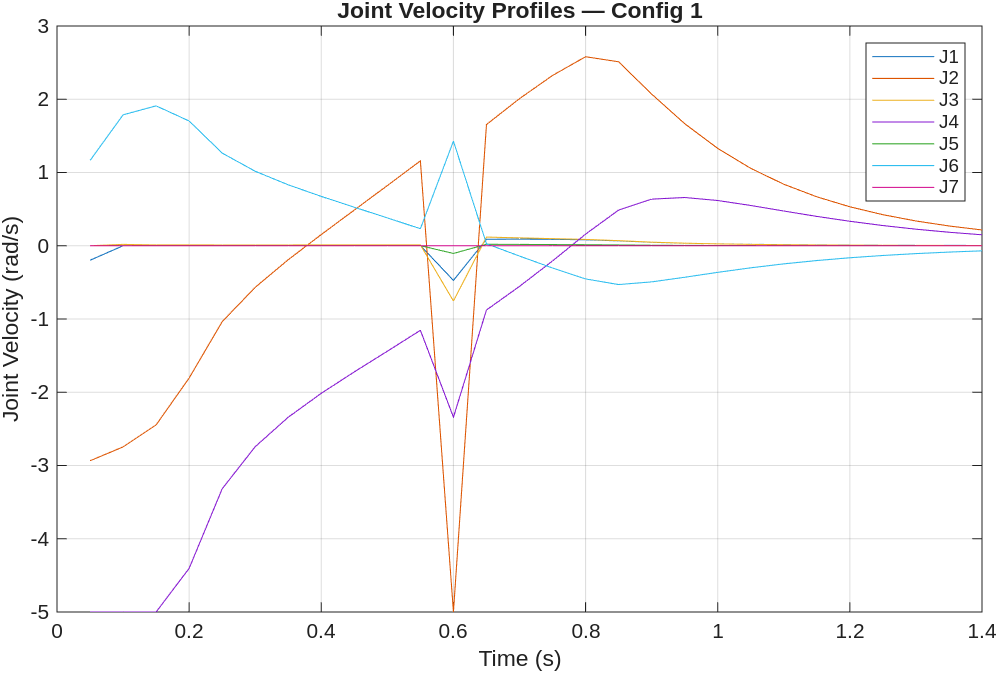 Joint Velocity Profiles — Config 1
Joint Velocity (rad/s)
3
2
1
0
-1
-2
-3
-4
-5
J1
J2
J3
J4
J5
J6
J7
0
0.2
0.4
0.6
0.8
1
1.2
1.4
Time (s)